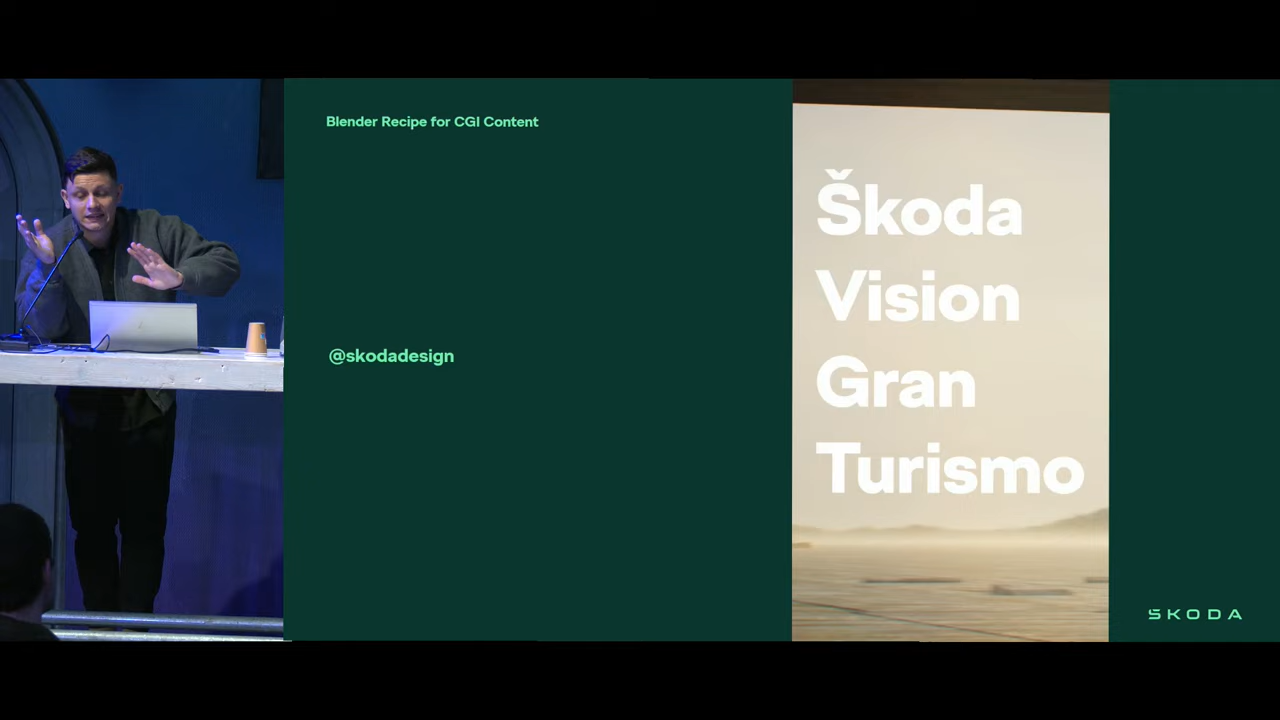 Blender Recipe for CGI Content
@skodadesign
Škoda
Vision
Gran
Turismo
ŠKODA